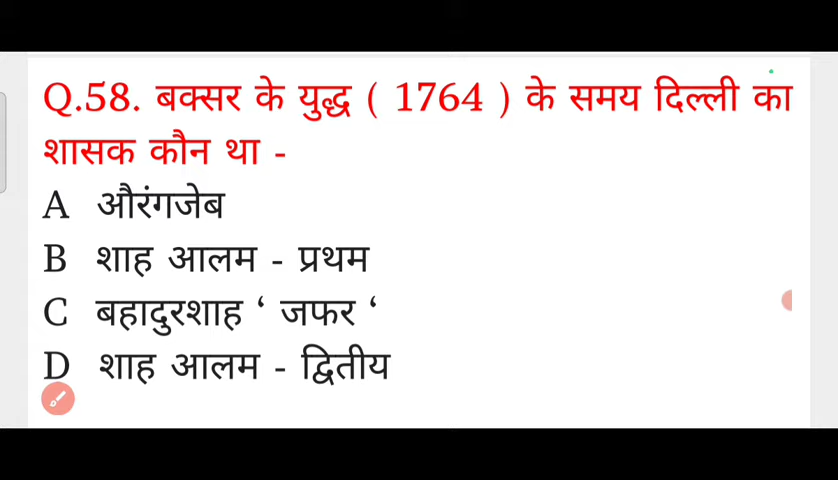 Q.58. बक्सर के युद्ध ( 1764 ) के समय दिल्ली का
शासक कौन था -
A औरंगजेब
B शाह आलम - प्रथम
C बहादुरशाह ‘ जफर ‘
D शाह आलम - द्वितीय